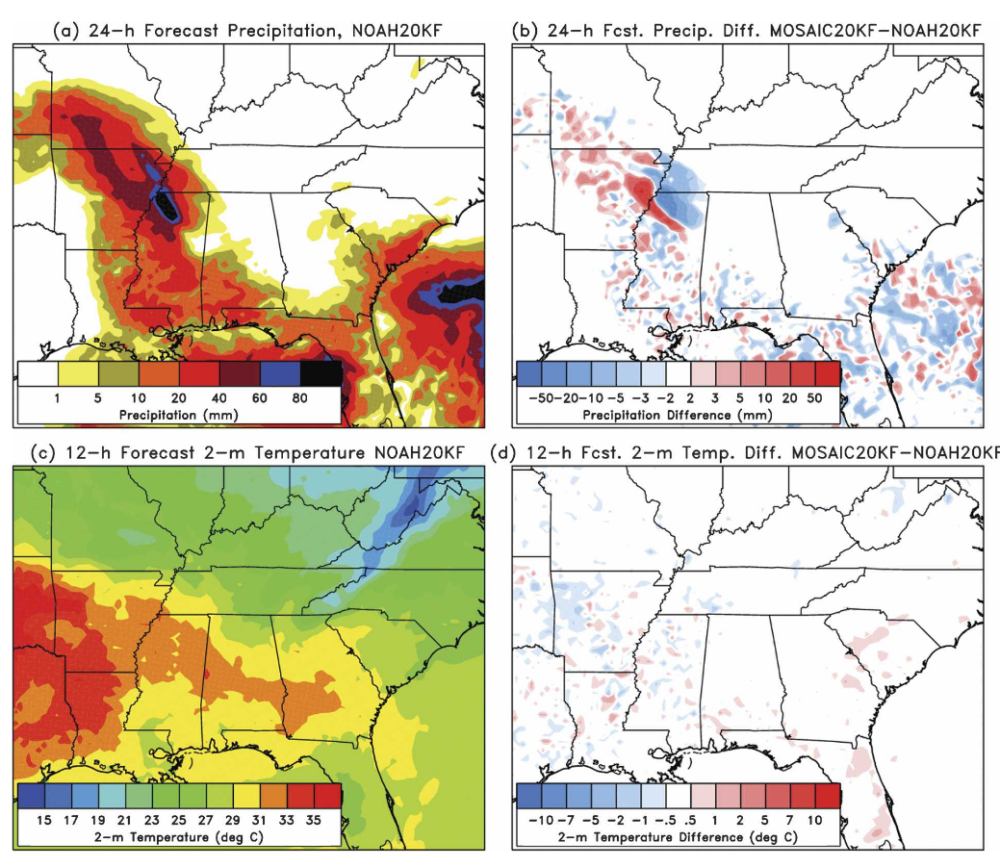 (a) 24-h Forecast Precipitation, NOAH20KF
(b) 24-h Fcst. Precip. Diff. MOSAIC20KF-NOAH20KF
1 5 10 20 40 60 80
Precipitation (mm)
-50 -20 -10 -5 -3 -2 2 3 5 10 20 50
Precipitation Difference (mm)
(c) 12-h Forecast 2-m Temperature NOAH20KF
(d) 12-h Fcst. 2-m Temp. Diff. MOSAIC20KF-NOAH20KF
15 17 19 21 23 25 27 29 31 33 35
2-m Temperature (deg C)
-10 -7 -5 -2 -1 -.5 .5 1 2 5 7 10
2-m Temperature Difference (deg C)